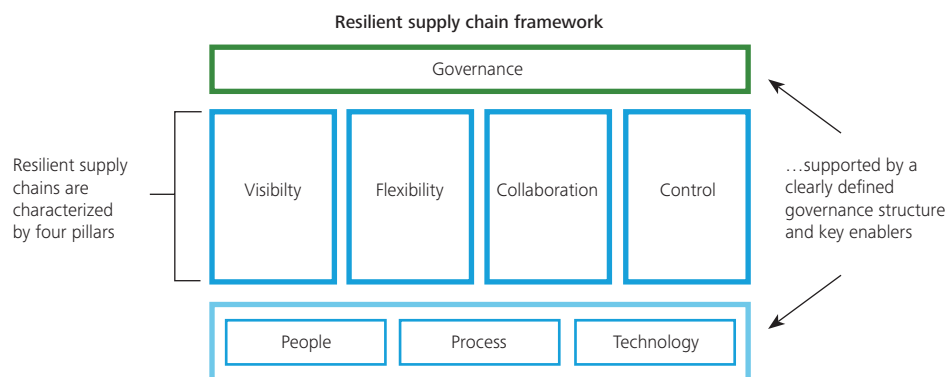 Resilient supply chain framework
Governance
Resilient supply
chains are
characterized
by four pillars
Visibilty
Flexibility
Collaboration
Control
...supported by a
clearly defined
governance structure
and key enablers
People
Process
Technology